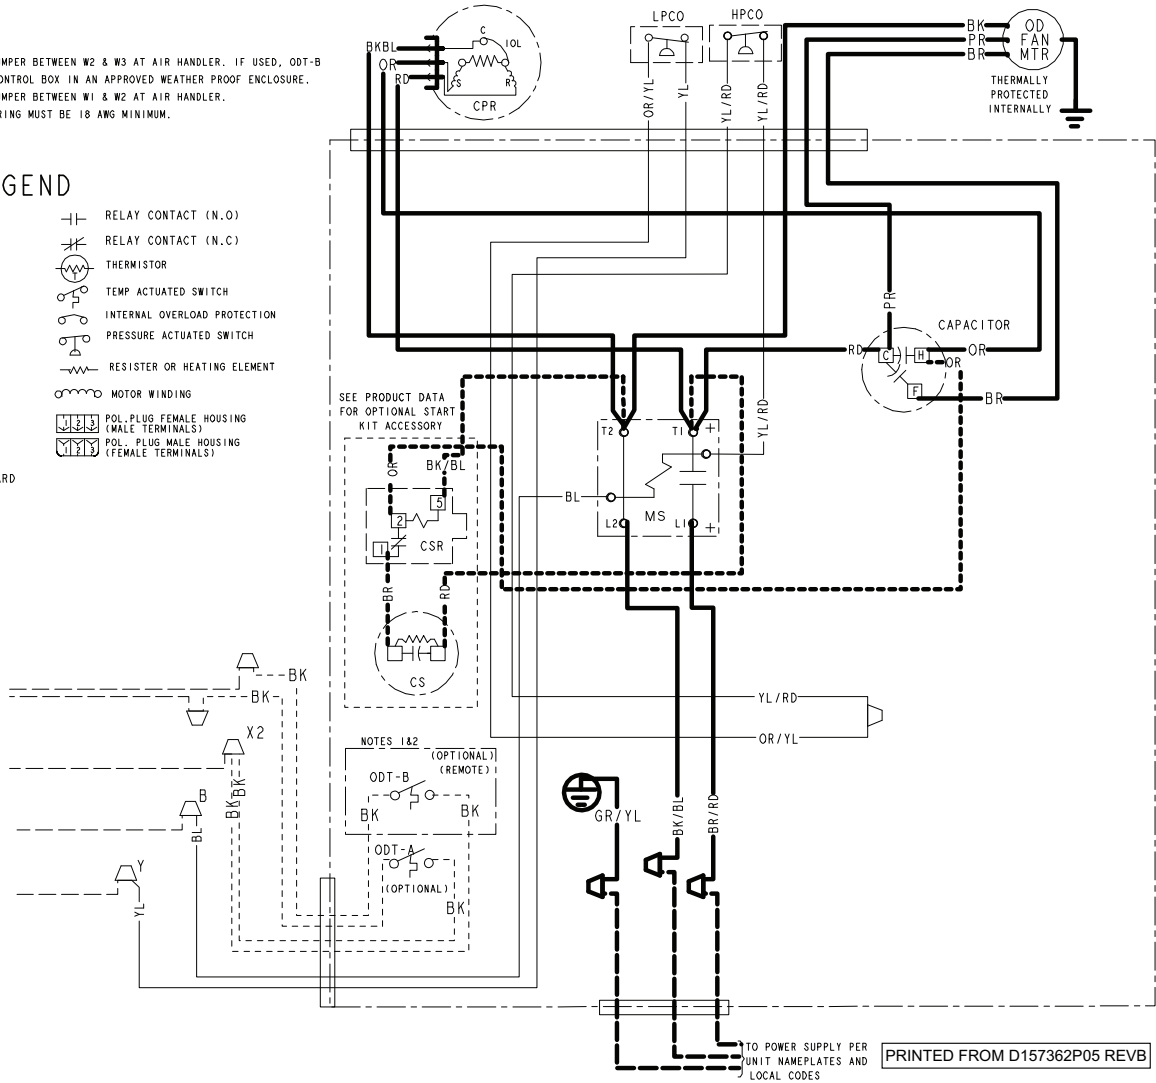 MPER BETWEEN W2 & W3 AT AIR HANDLER. IF USED, ODT-B
ONTROL BOX IN AN APPROVED WEATHER PROOF ENCLOSURE.
MPER BETWEEN W1 & W2 AT AIR HANDLER.
RING MUST BE 18 AWG MINIMUM.
GEND
RELAY CONTACT (N.O)
RELAY CONTACT (N.C)
T
THERMISTOR
TEMP ACTUATED SWITCH
INTERNAL OVERLOAD PROTECTION
PRESSURE ACTUATED SWITCH
RESISTER OR HEATING ELEMENT
MOTOR WINDING
1 2 3
POL.PLUG FEMALE HOUSING
(MALE TERMINALS)
1 2 3
POL. PLUG MALE HOUSING
(FEMALE TERMINALS)
RD
BKBL
OR
RD
C
IOL
S
R
CPR
LPCO
HPCO
OR/YL
YL
YL/RD
YL/RD
BK
PR
BR
OD
FAN
MTR
THERMALLY
PROTECTED
INTERNALLY
PR
CAPACITOR
RD
C
H
OR
OR
F
BR
SEE PRODUCT DATA
FOR OPTIONAL START
KIT ACCESSORY
OR
BK/BL
5
2
1
CSR
BR
RD
CS
T2
T1
+
YL/RD
BL
MS
L2
L1
+
BK
BK
X2
BK
BK
B
BL
Y
YL
NOTES 1&2
(OPTIONAL)
(REMOTE)
ODT-B
BK
BK
ODT-A
(OPTIONAL)
BK
YL/RD
OR/YL
GR/YL
BK/BL
BR/RD
TO POWER SUPPLY PER
UNIT NAMEPLATES AND
LOCAL CODES
PRINTED FROM D157362P05 REVB